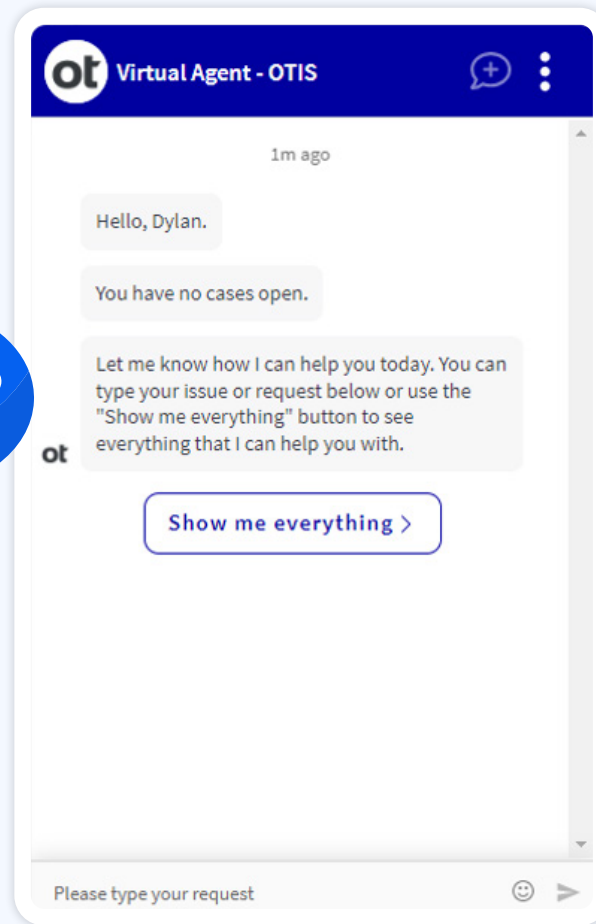 ot Virtual Agent - OTIS
1m ago
Hello, Dylan.
You have no cases open.
Let me know how I can help you today. You can
type your issue or request below or use the
"Show me everything" button to see
everything that I can help you with.
ot
Show me everything >
Please type your request